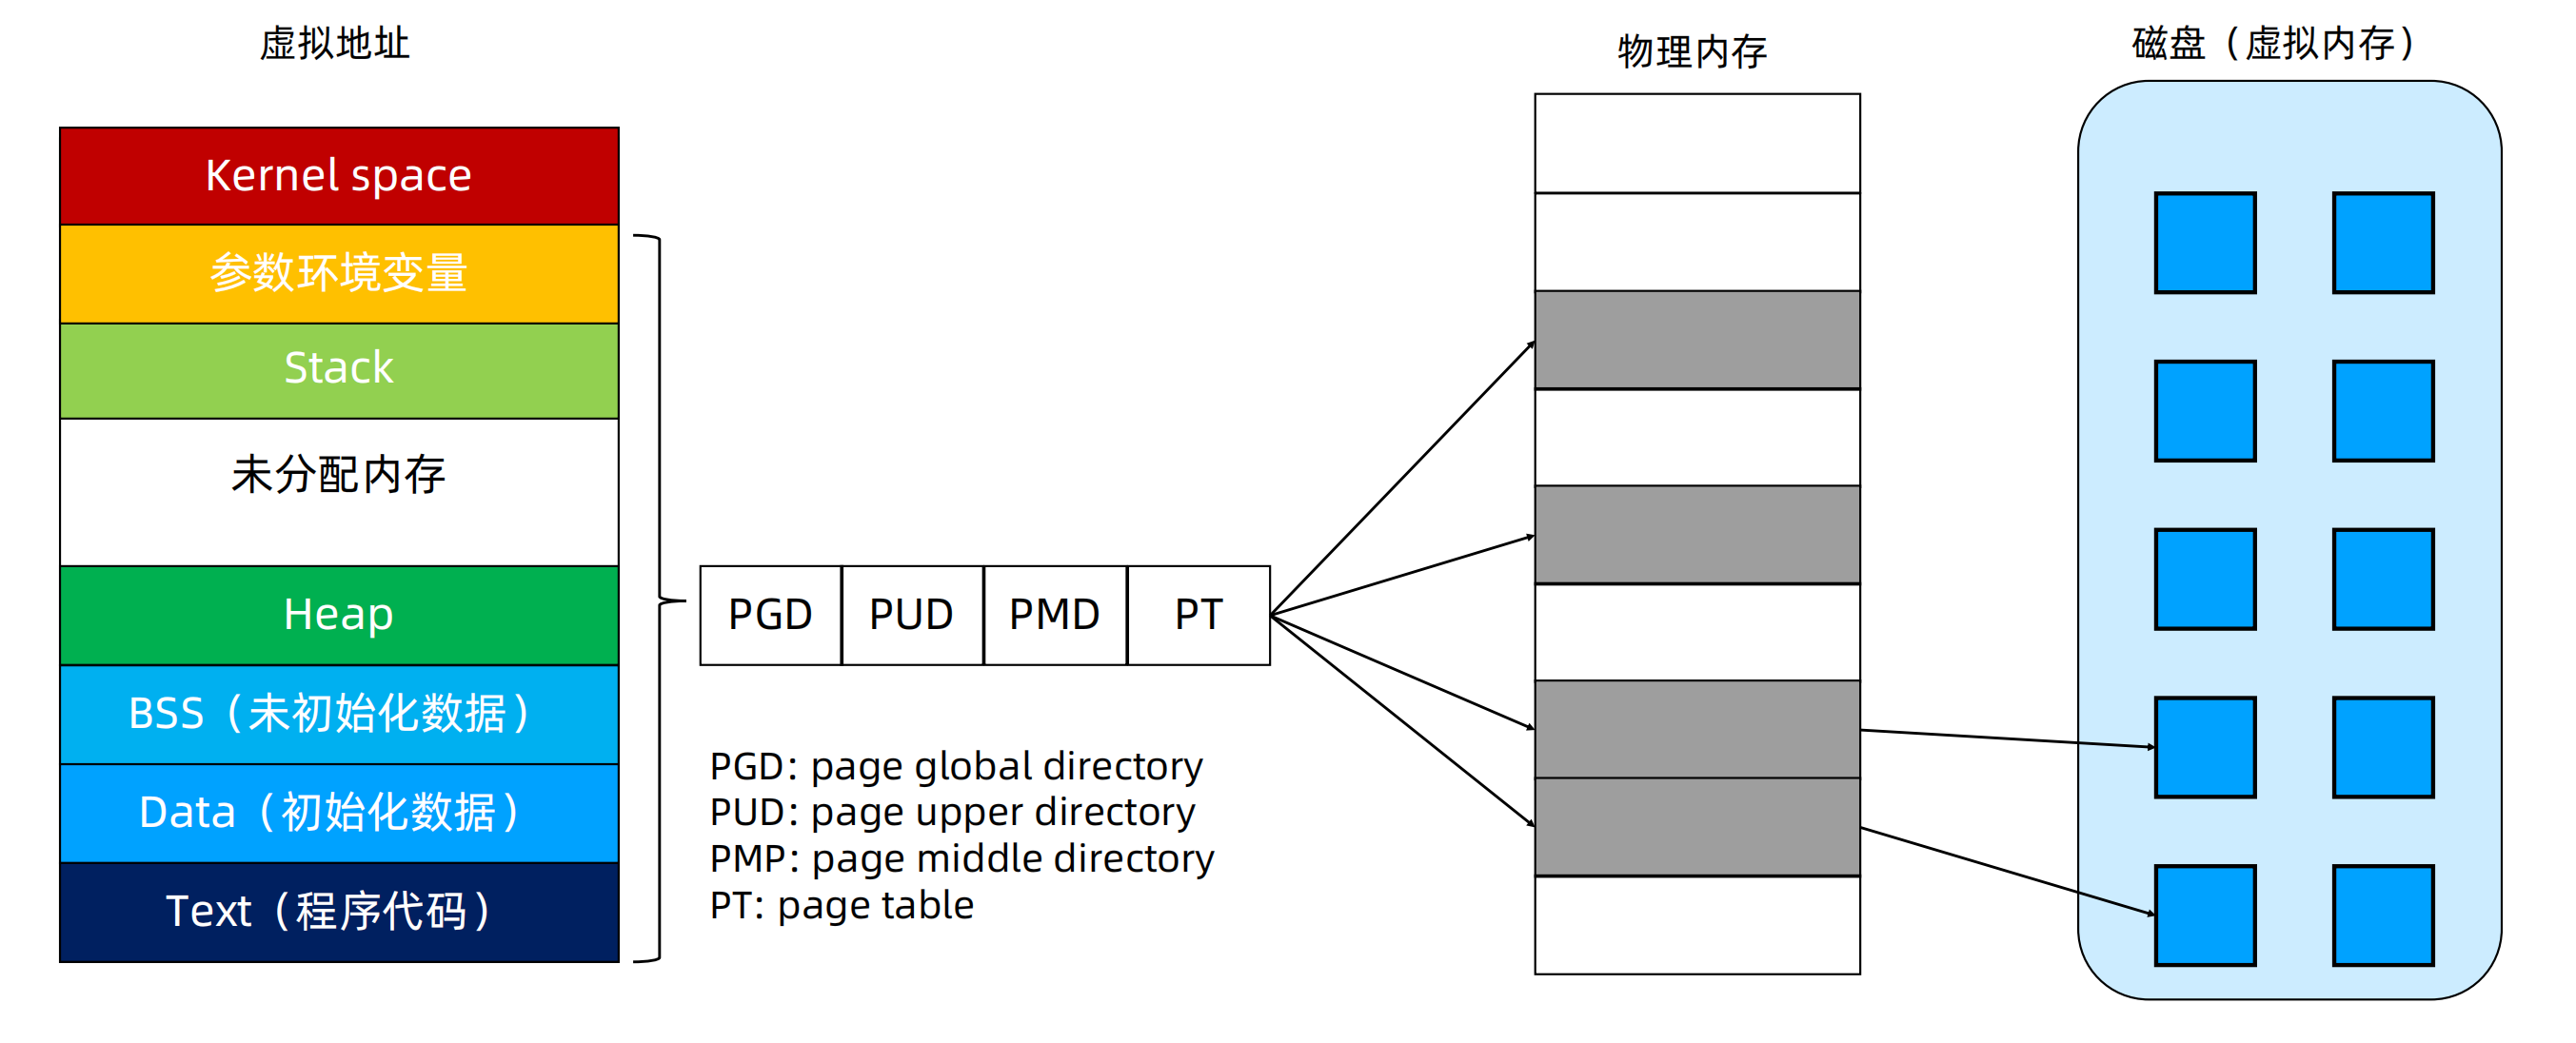 虚拟地址
物理内存
磁盘（虚拟内存）
Kernel space
参数环境变量
Stack
未分配内存
Heap
BSS（未初始化数据）
Data（初始化数据）
Text（程序代码）
PGD
PUD
PMD
PT
PGD: page global directory
PUD: page upper directory
PMP: page middle directory
PT: page table